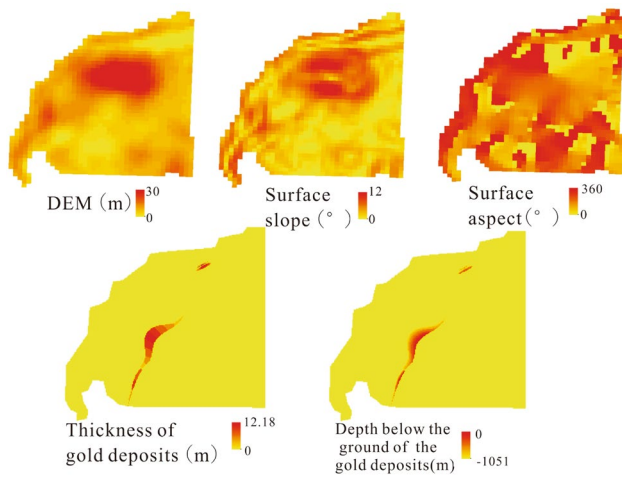 DEM (m)
30
0
Surface
slope (°)
12
0
Surface
aspect(°)
360
0
Thickness of
gold deposits (m)
12.18
0
Depth below the
ground of the
gold deposits(m)
0
-1051